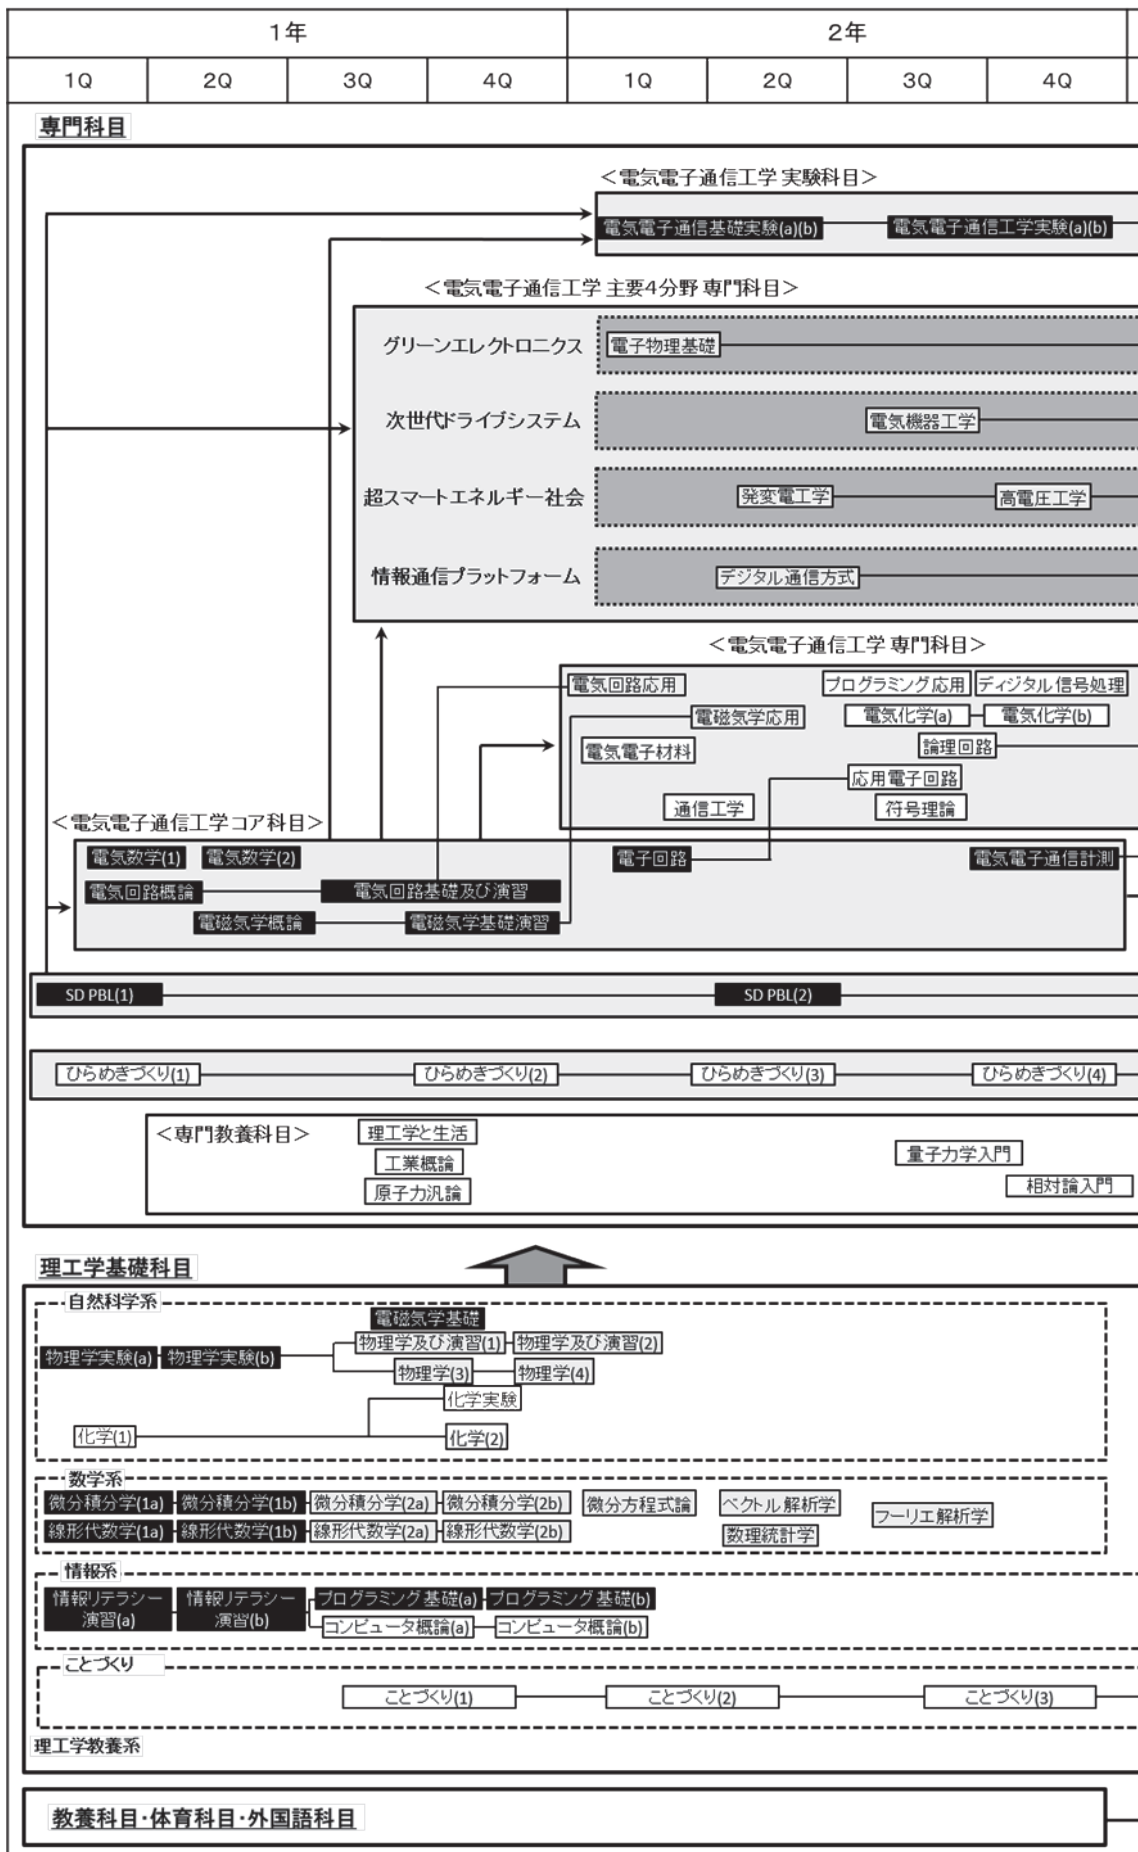 1年 2年
1Q 2Q 3Q 4Q 1Q 2Q 3Q 4Q
専門科目
＜電気電子通信工学 実験科目＞
電気電子通信基礎実験(a)(b) 電気電子通信工学実験(a)(b)
＜電気電子通信工学 主要4分野 専門科目＞
グリーンエレクトロニクス 電子物理基礎
次世代ドライブシステム 電気機器工学
超スマートエネルギー社会 発変電工学 高電圧工学
情報通信プラットフォーム デジタル通信方式
＜電気電子通信工学 専門科目＞
電気回路応用 プログラミング応用 ディジタル信号処理
電磁気学応用 電気化学(a) 電気化学(b)
電気電子材料 論理回路
応用電子回路
通信工学 符号理論
＜電気電子通信工学コア科目＞
電気数学(1) 電気数学(2) 電子回路 電気電子通信計測
電気回路概論 電気回路基礎及び演習
電磁気学概論 電磁気学基礎演習
SD PBL(1) SD PBL(2)
ひらめきづくり(1) ひらめきづくり(2) ひらめきづくり(3) ひらめきづくり(4)
＜専門教養科目＞ 理工学と生活
工業概論 量子力学入門
原子力汎論 相対論入門
理工学基礎科目
自然科学系
電磁気学基礎
物理学及び演習(1) 物理学及び演習(2)
物理学実験(a) 物理学実験(b)
物理学(3) 物理学(4)
化学実験
化学(1) 化学(2)
数学系
微分積分学(1a) 微分積分学(1b) 微分積分学(2a) 微分積分学(2b) 微分方程式論 ベクトル解析学 フーリエ解析学
線形代数学(1a) 線形代数学(1b) 線形代数学(2a) 線形代数学(2b) 数理統計学
情報系
情報リテラシー演習(a) 情報リテラシー演習(b) プログラミング基礎(a) プログラミング基礎(b)
コンピュータ概論(a) コンピュータ概論(b)
ことづくり
ことづくり(1) ことづくり(2) ことづくり(3)
理工学教養系
教養科目･体育科目･外国語科目